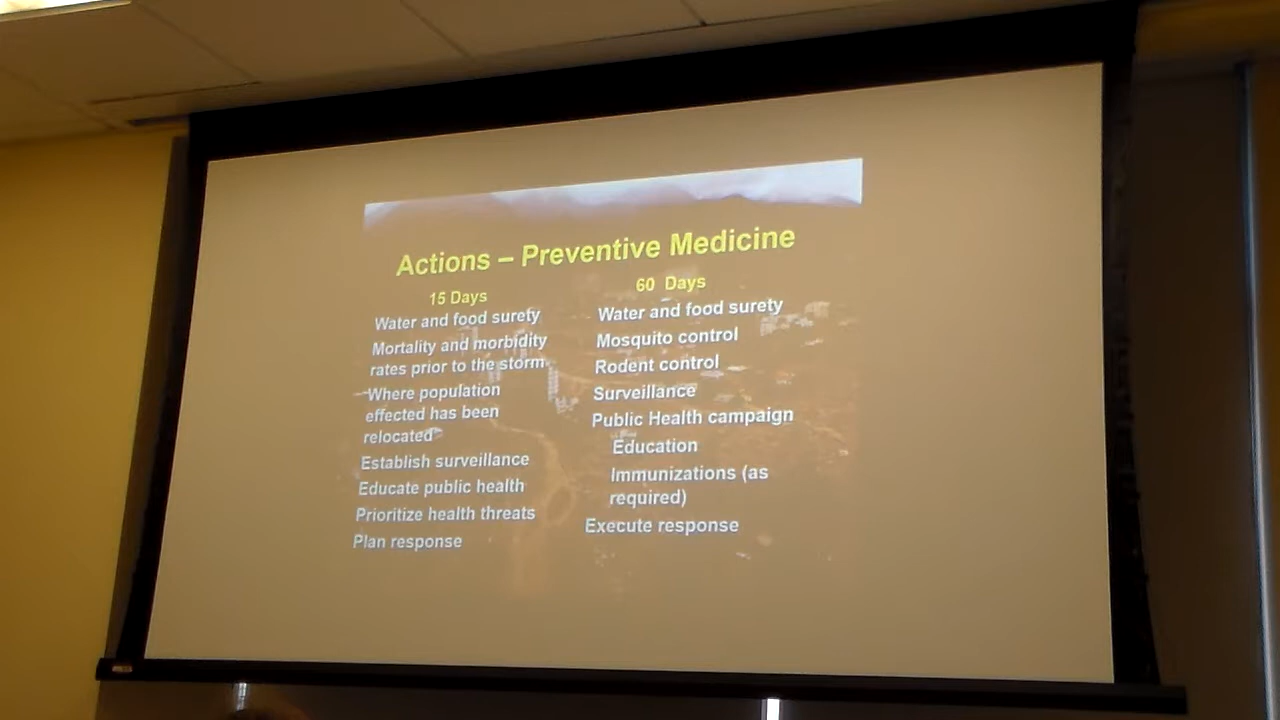 Actions – Preventive Medicine
15 Days
Water and food surety
Mortality and morbidity
rates prior to the storm
Where population
effected has been
relocated
Establish surveillance
Educate public health
Prioritize health threats
Plan response
60 Days
Water and food surety
Mosquito control
Rodent control
Surveillance
Public Health campaign
Education
Immunizations (as
required)
Execute response